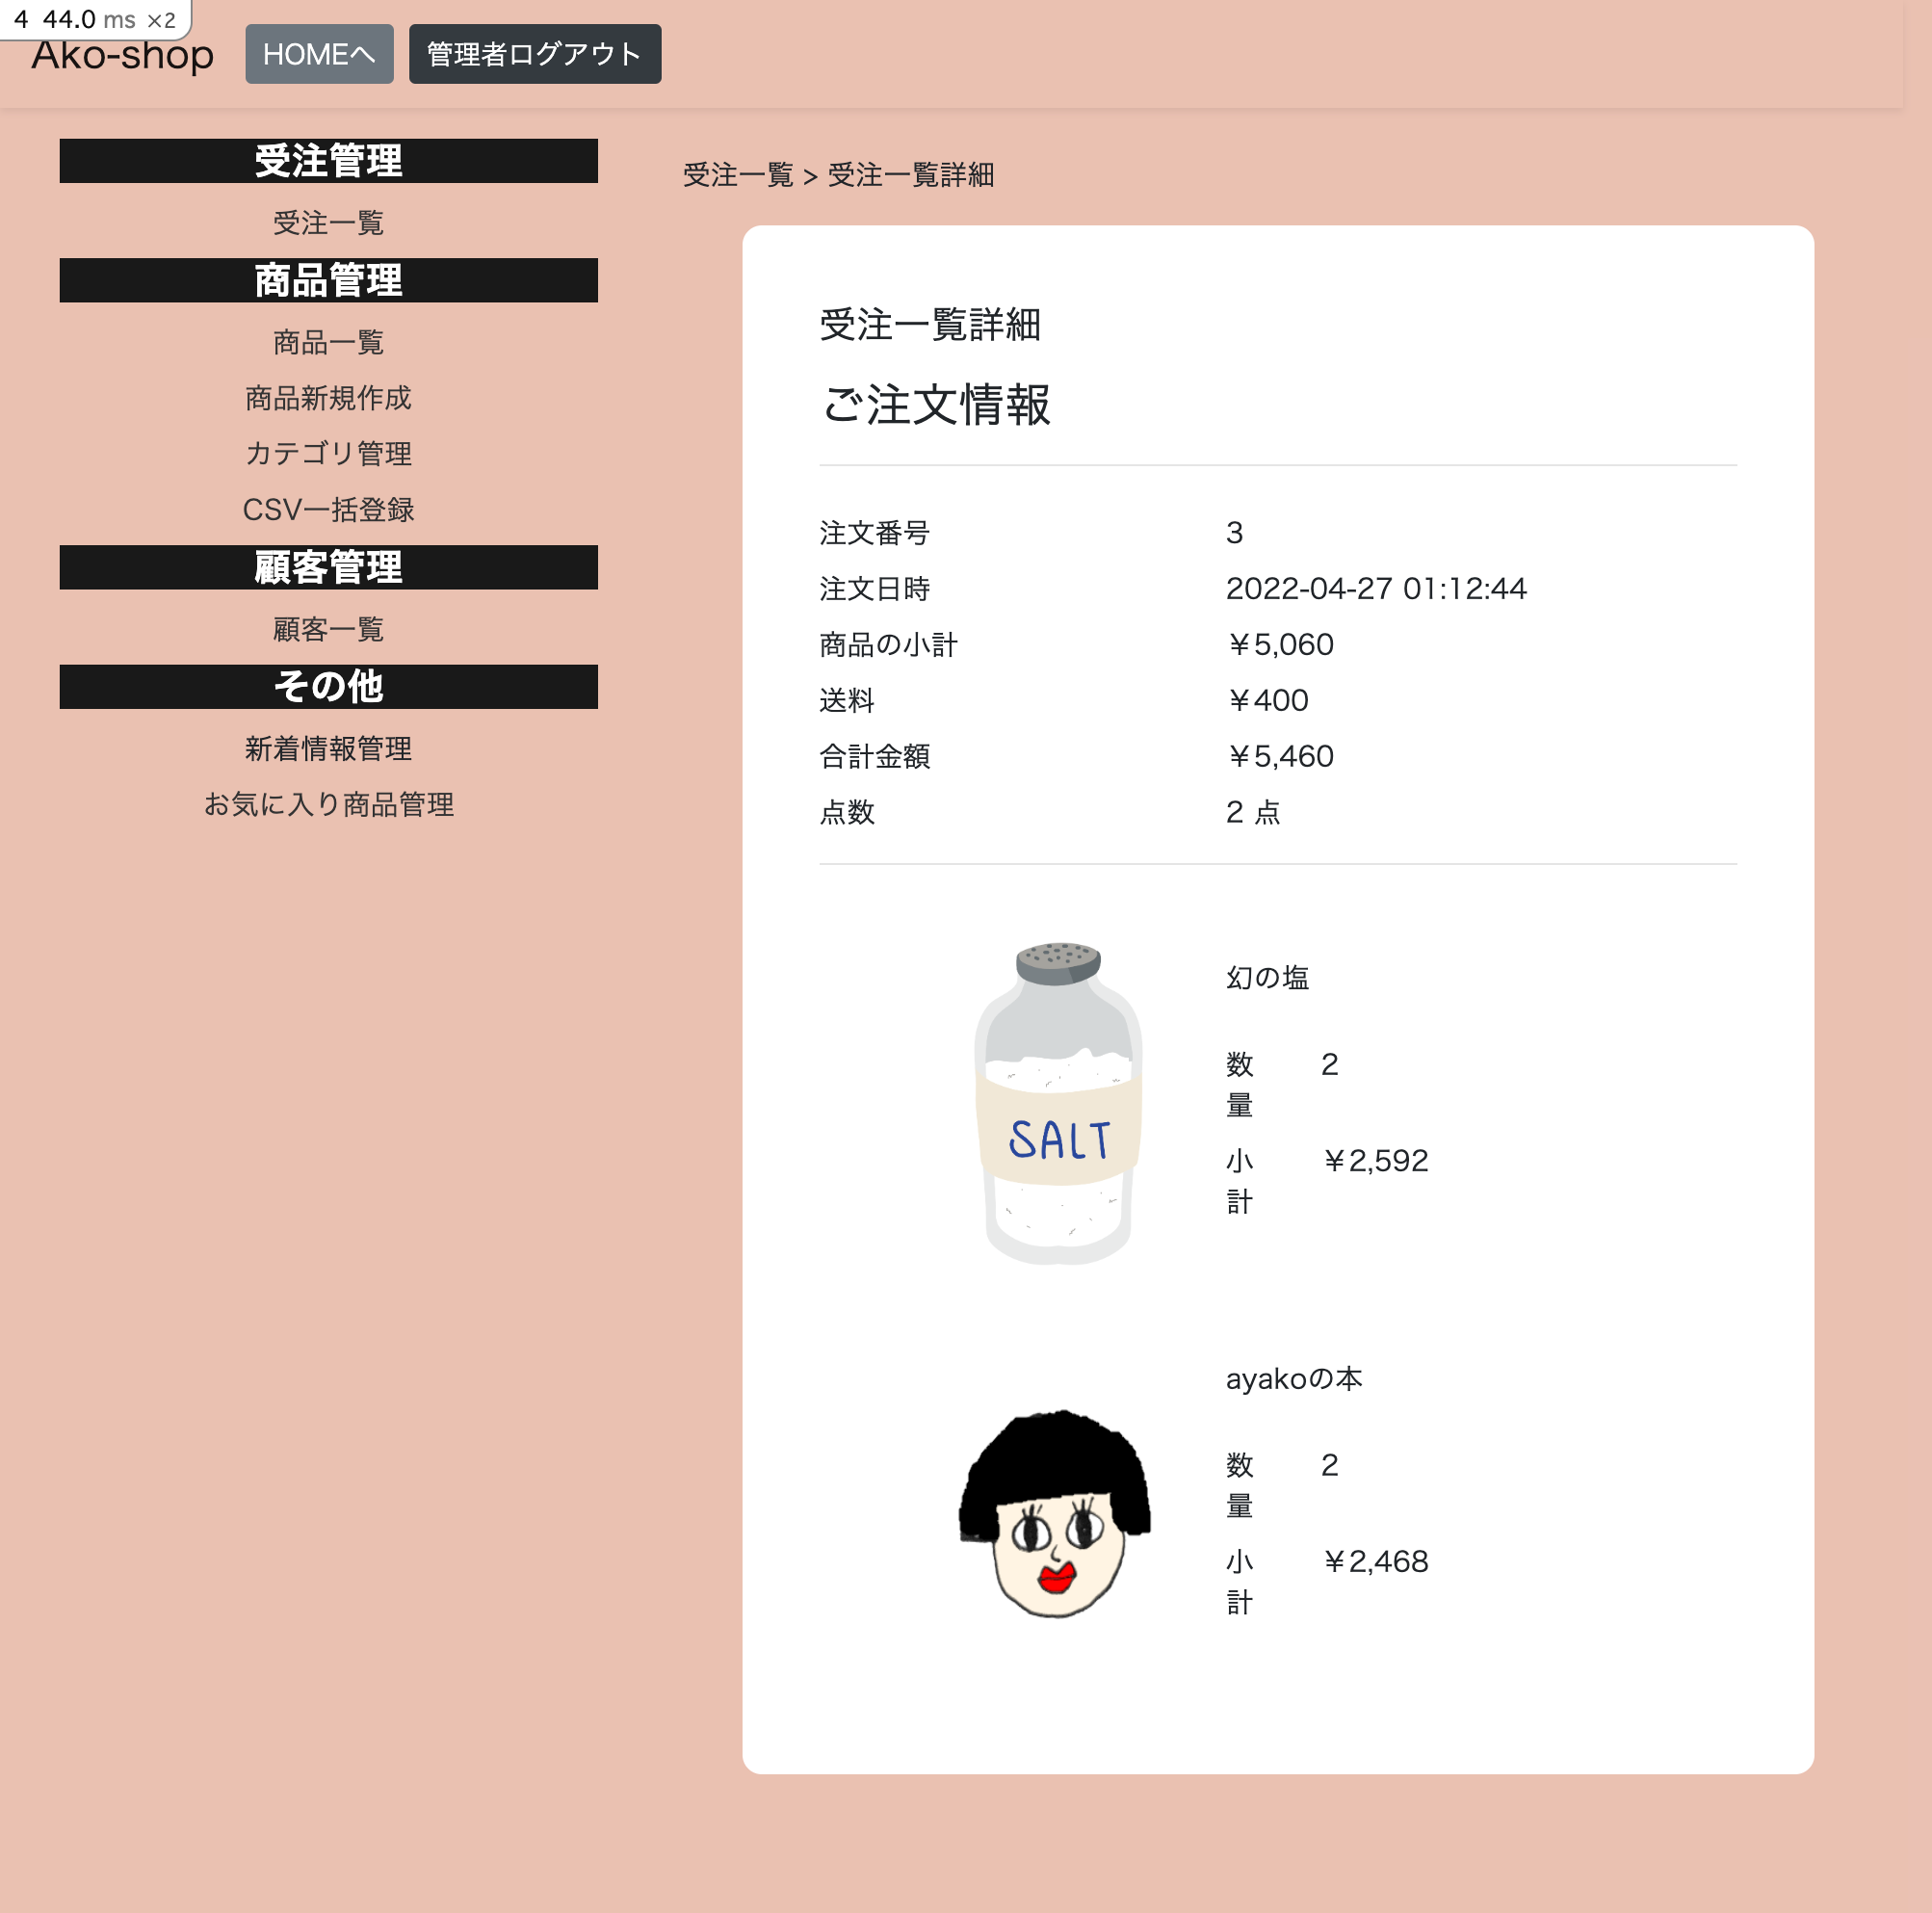 4 44.0 ms ×2
Ako-shop HOMEへ 管理者ログアウト
受注管理
受注一覧
商品管理
商品一覧
商品新規作成
カテゴリ管理
CSV一括登録
顧客管理
顧客一覧
その他
新着情報管理
お気に入り商品管理
受注一覧 > 受注一覧詳細
受注一覧詳細
ご注文情報
注文番号 3
注文日時 2022-04-27 01:12:44
商品の小計 ￥5,060
送料 ￥400
合計金額 ￥5,460
点数 2 点
SALT
幻の塩
数 2
量
小 ￥2,592
計
ayakoの本
数 2
量
小 ￥2,468
計